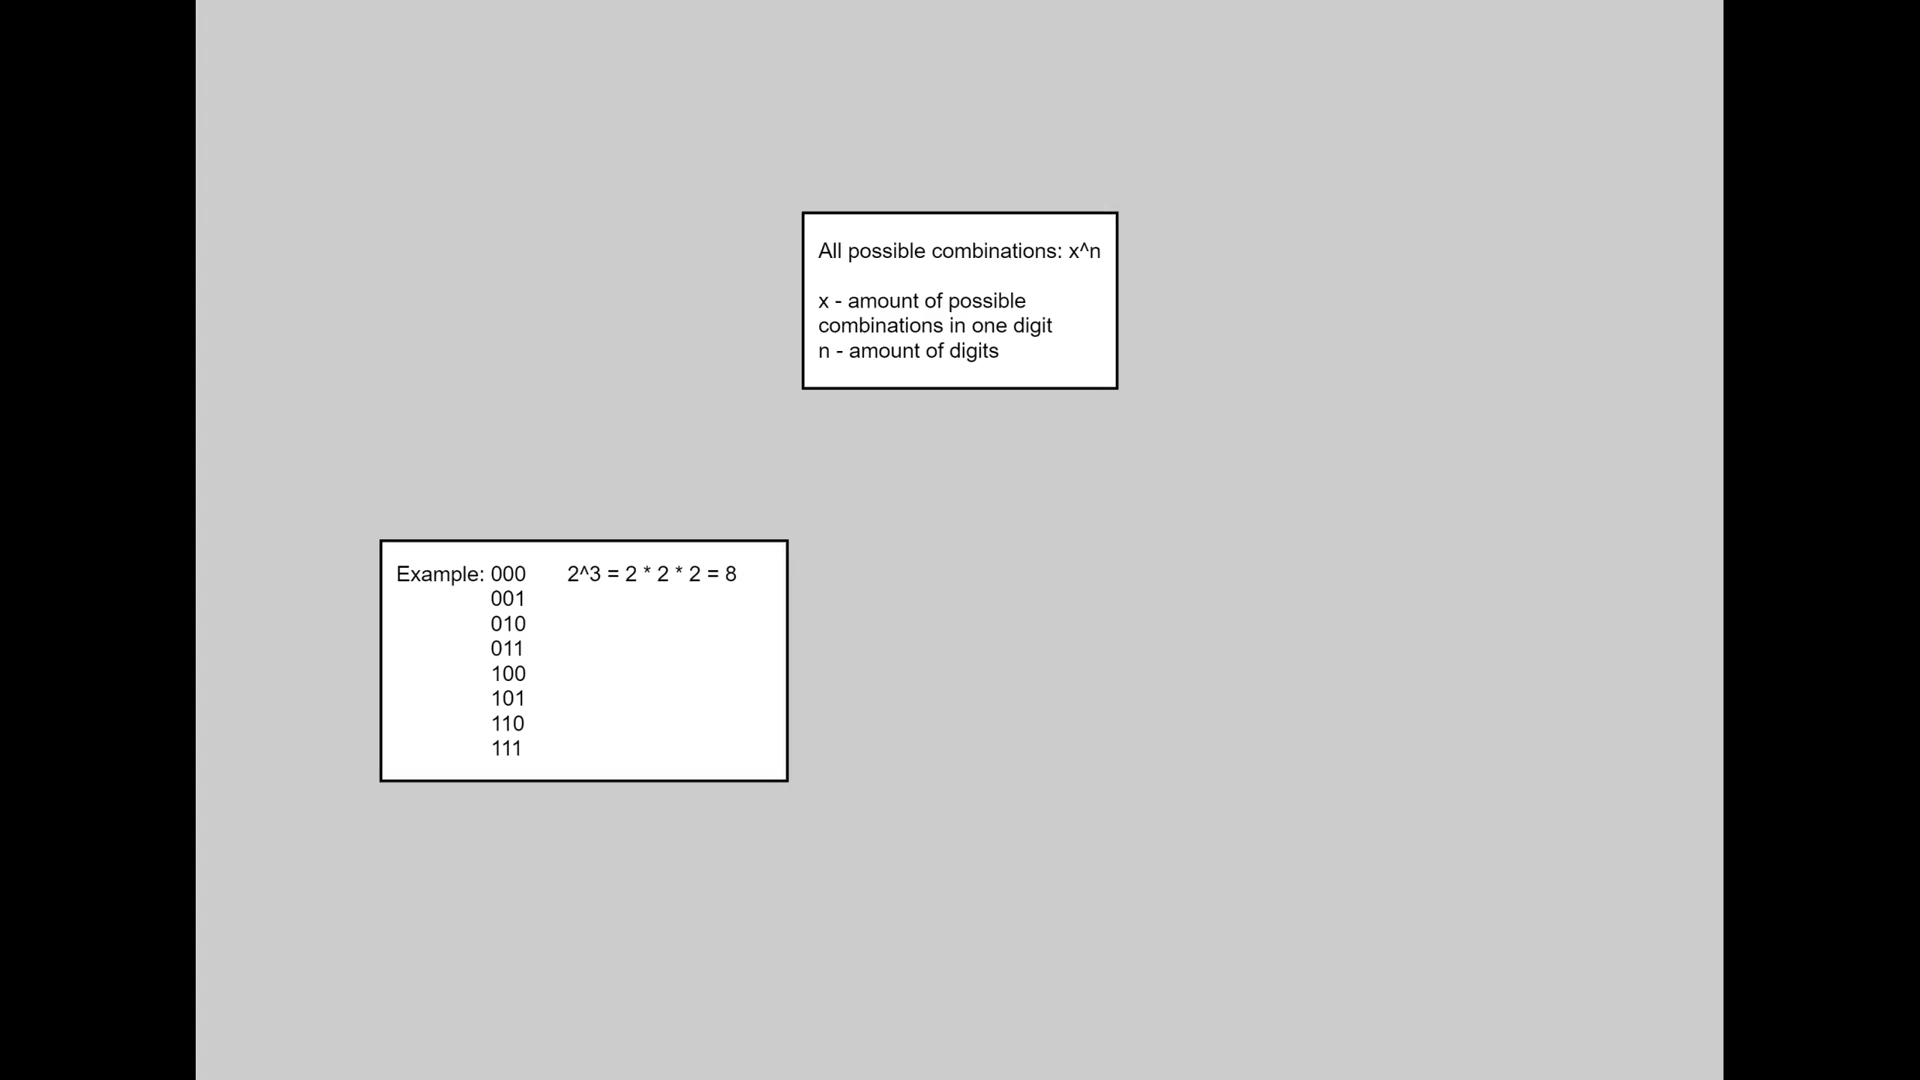 All possible combinations: x^n
x - amount of possible
combinations in one digit
n - amount of digits
Example: 000 2^3 = 2 * 2 * 2 = 8
001
010
011
100
101
110
111